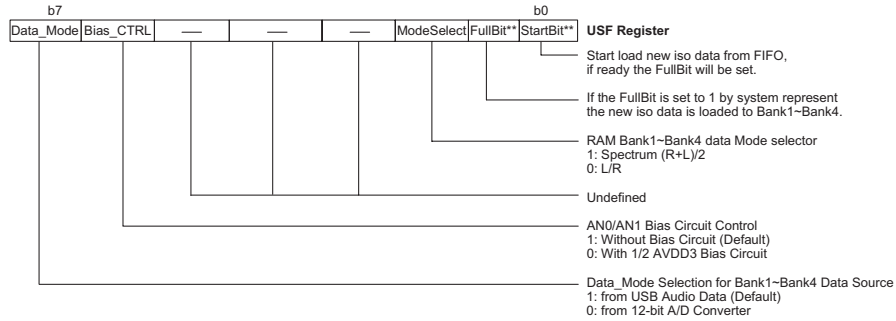 b7 b0
Data_Mode Bias_CTRL — — — ModeSelect FullBit** StartBit** USF Register
Start load new iso data from FIFO,
if ready the FullBit will be set.
If the FullBit is set to 1 by system represent
the new iso data is loaded to Bank1~Bank4.
RAM Bank1~Bank4 data Mode selector
1: Spectrum (R+L)/2
0: L/R
Undefined
AN0/AN1 Bias Circuit Control
1: Without Bias Circuit (Default)
0: With 1/2 AVDD3 Bias Circuit
Data_Mode Selection for Bank1~Bank4 Data Source
1: from USB Audio Data (Default)
0: from 12-bit A/D Converter